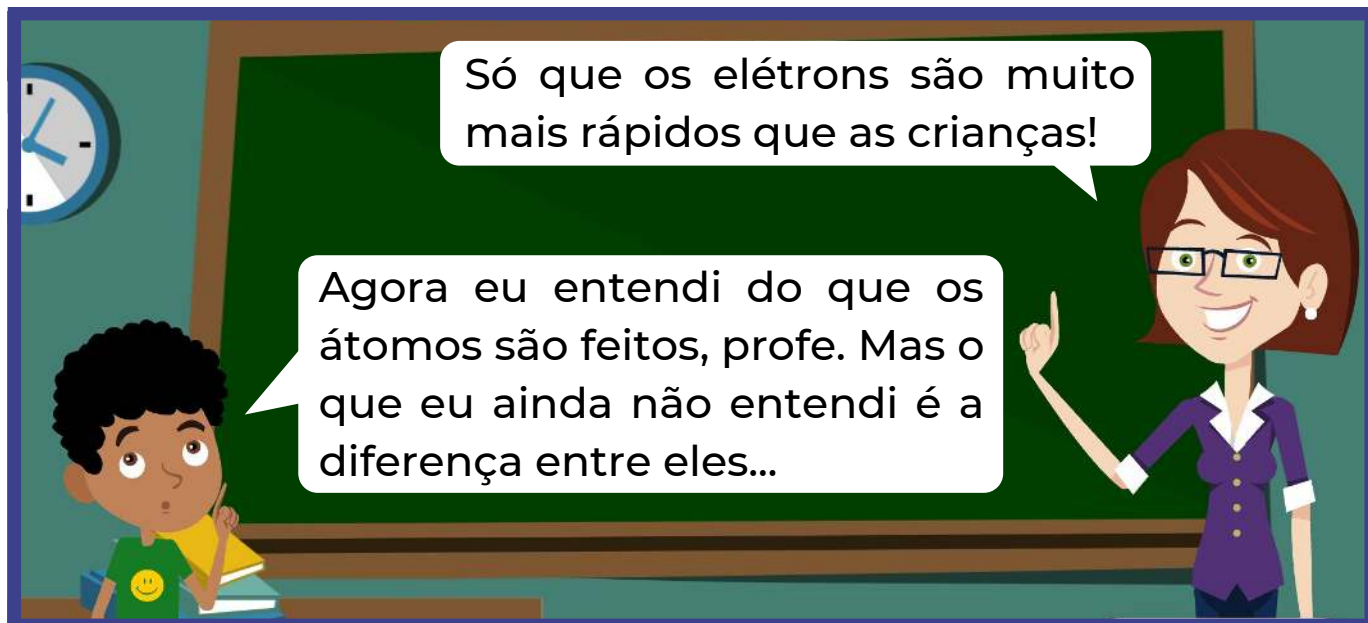 Só que os elétrons são muito
mais rápidos que as crianças!
Agora eu entendi do que os
átomos são feitos, profe. Mas o
que eu ainda não entendi é a
diferença entre eles...